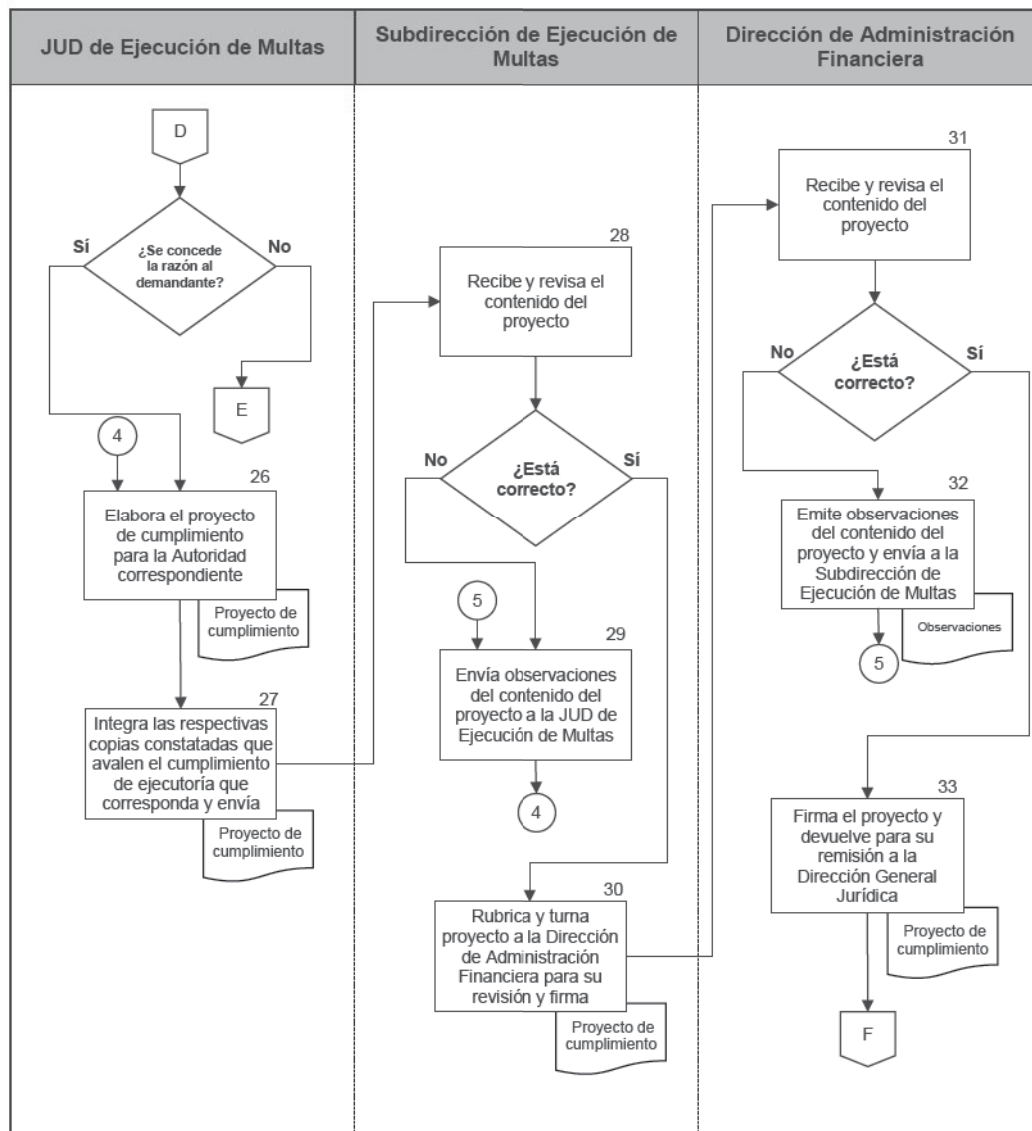 JUD de Ejecución de Multas
Subdirección de Ejecución de
Multas
Dirección de Administración
Financiera
D
¿Se concede
la razón al
demandante?
Sí
No
E
4
26
Elabora el proyecto
de cumplimiento
para la Autoridad
correspondiente
Proyecto de
cumplimiento
27
Integra las respectivas
copias constatadas que
avalen el cumplimiento
de ejecutoría que
corresponda y envía
Proyecto de
cumplimiento
28
Recibe y revisa el
contenido del
proyecto
No
¿Está
correcto?
Sí
5
29
Envía observaciones
del contenido del
proyecto a la JUD de
Ejecución de Multas
4
30
Rubrica y turna
proyecto a la Dirección
de Administración
Financiera para su
revisión y firma
Proyecto de
cumplimiento
31
Recibe y revisa el
contenido del
proyecto
No
¿Está
correcto?
Sí
32
Emite observaciones
del contenido del
proyecto y envía a la
Subdirección de
Ejecución de Multas
Observaciones
5
33
Firma el proyecto y
devuelve para su
remisión a la
Dirección General
Jurídica
Proyecto de
cumplimiento
F